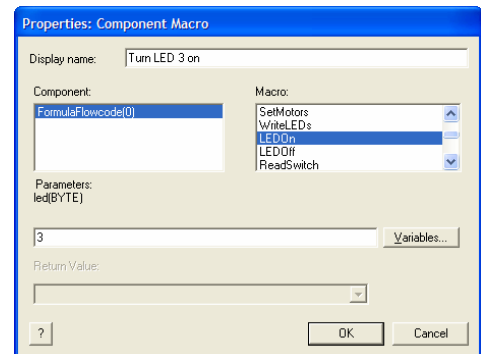 Properties: Component Macro
Display name: Turn LED 3 on
Component:
FormulaFlowcode(0)
Macro:
SetMotors
WriteLEDs
LEDOn
LEDOff
ReadSwitch
Parameters:
led(BYTE)
3 Variables...
Return Value:
? OK Cancel